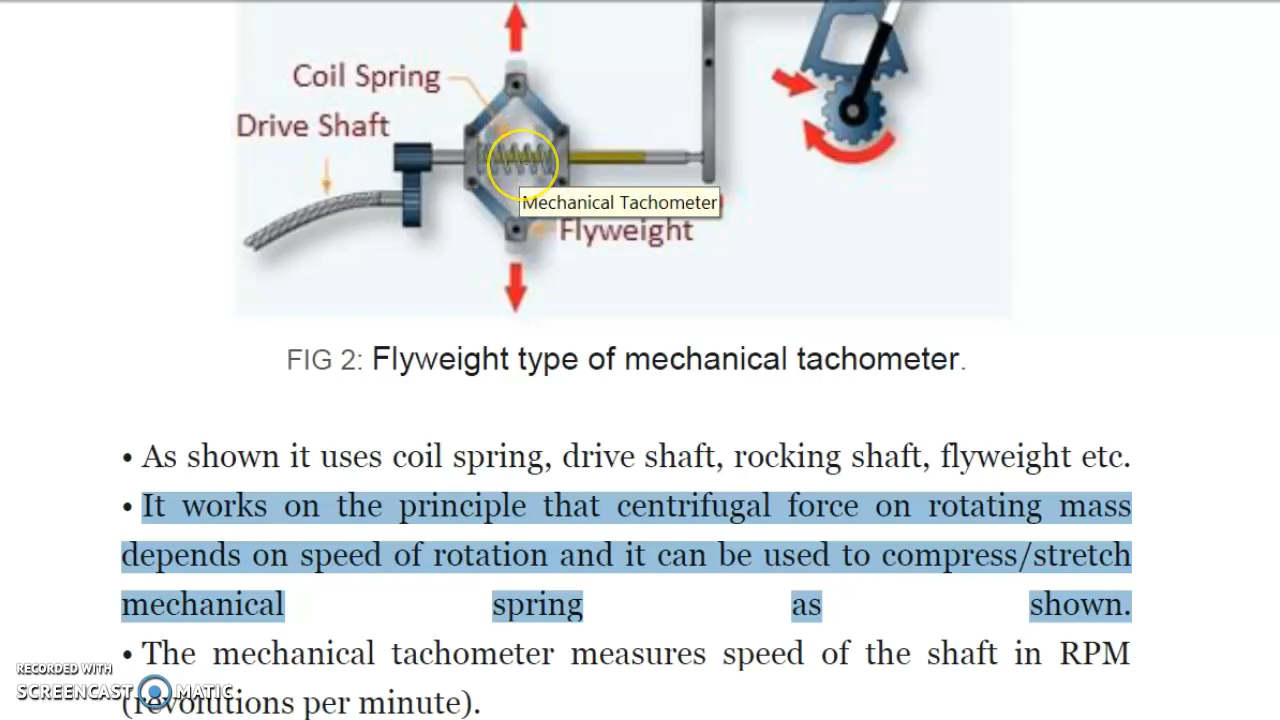 Coil Spring
Drive Shaft
Mechanical Tachometer
Flyweight
FIG 2: Flyweight type of mechanical tachometer.
• As shown it uses coil spring, drive shaft, rocking shaft, flyweight etc.
• It works on the principle that centrifugal force on rotating mass
depends on speed of rotation and it can be used to compress/stretch
mechanical spring as shown.
• The mechanical tachometer measures speed of the shaft in RPM
(revolutions per minute).
RECORDED WITH
SCREENCAST MATIC